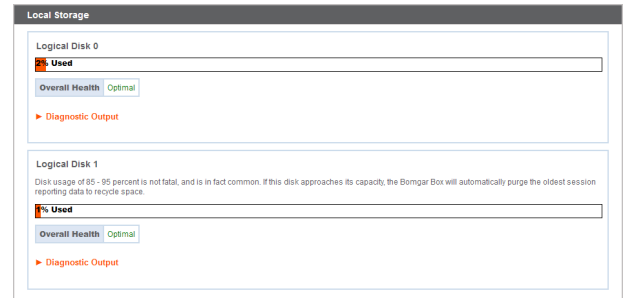 Local Storage
Logical Disk 0
2% Used
Overall Health Optimal
► Diagnostic Output
Logical Disk 1
Disk usage of 85 - 95 percent is not fatal, and is in fact common. If this disk approaches its capacity, the Bomgar Box will automatically purge the oldest session
reporting data to recycle space.
1% Used
Overall Health Optimal
► Diagnostic Output